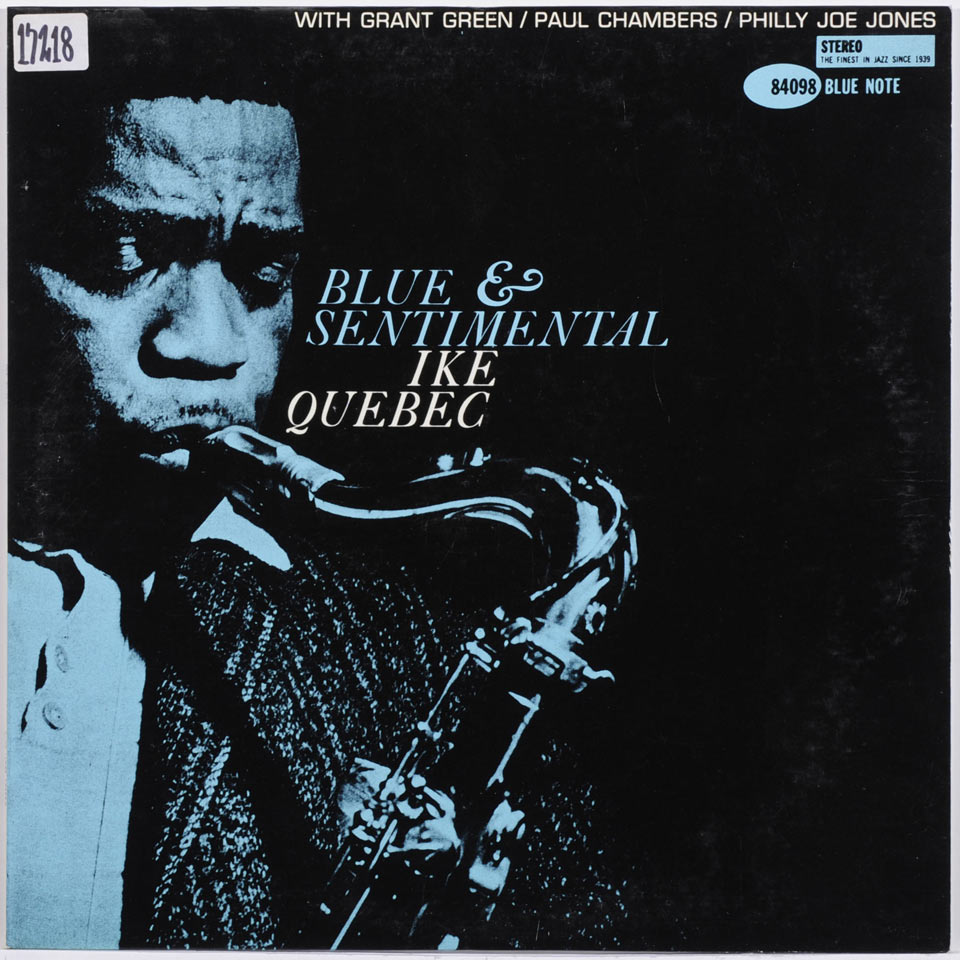 17218
WITH GRANT GREEN / PAUL CHAMBERS / PHILLY JOE JONES
STEREO
THE FINEST IN JAZZ SINCE 1939
84098 BLUE NOTE
BLUE &
SENTIMENTAL
IKE
QUEBEC